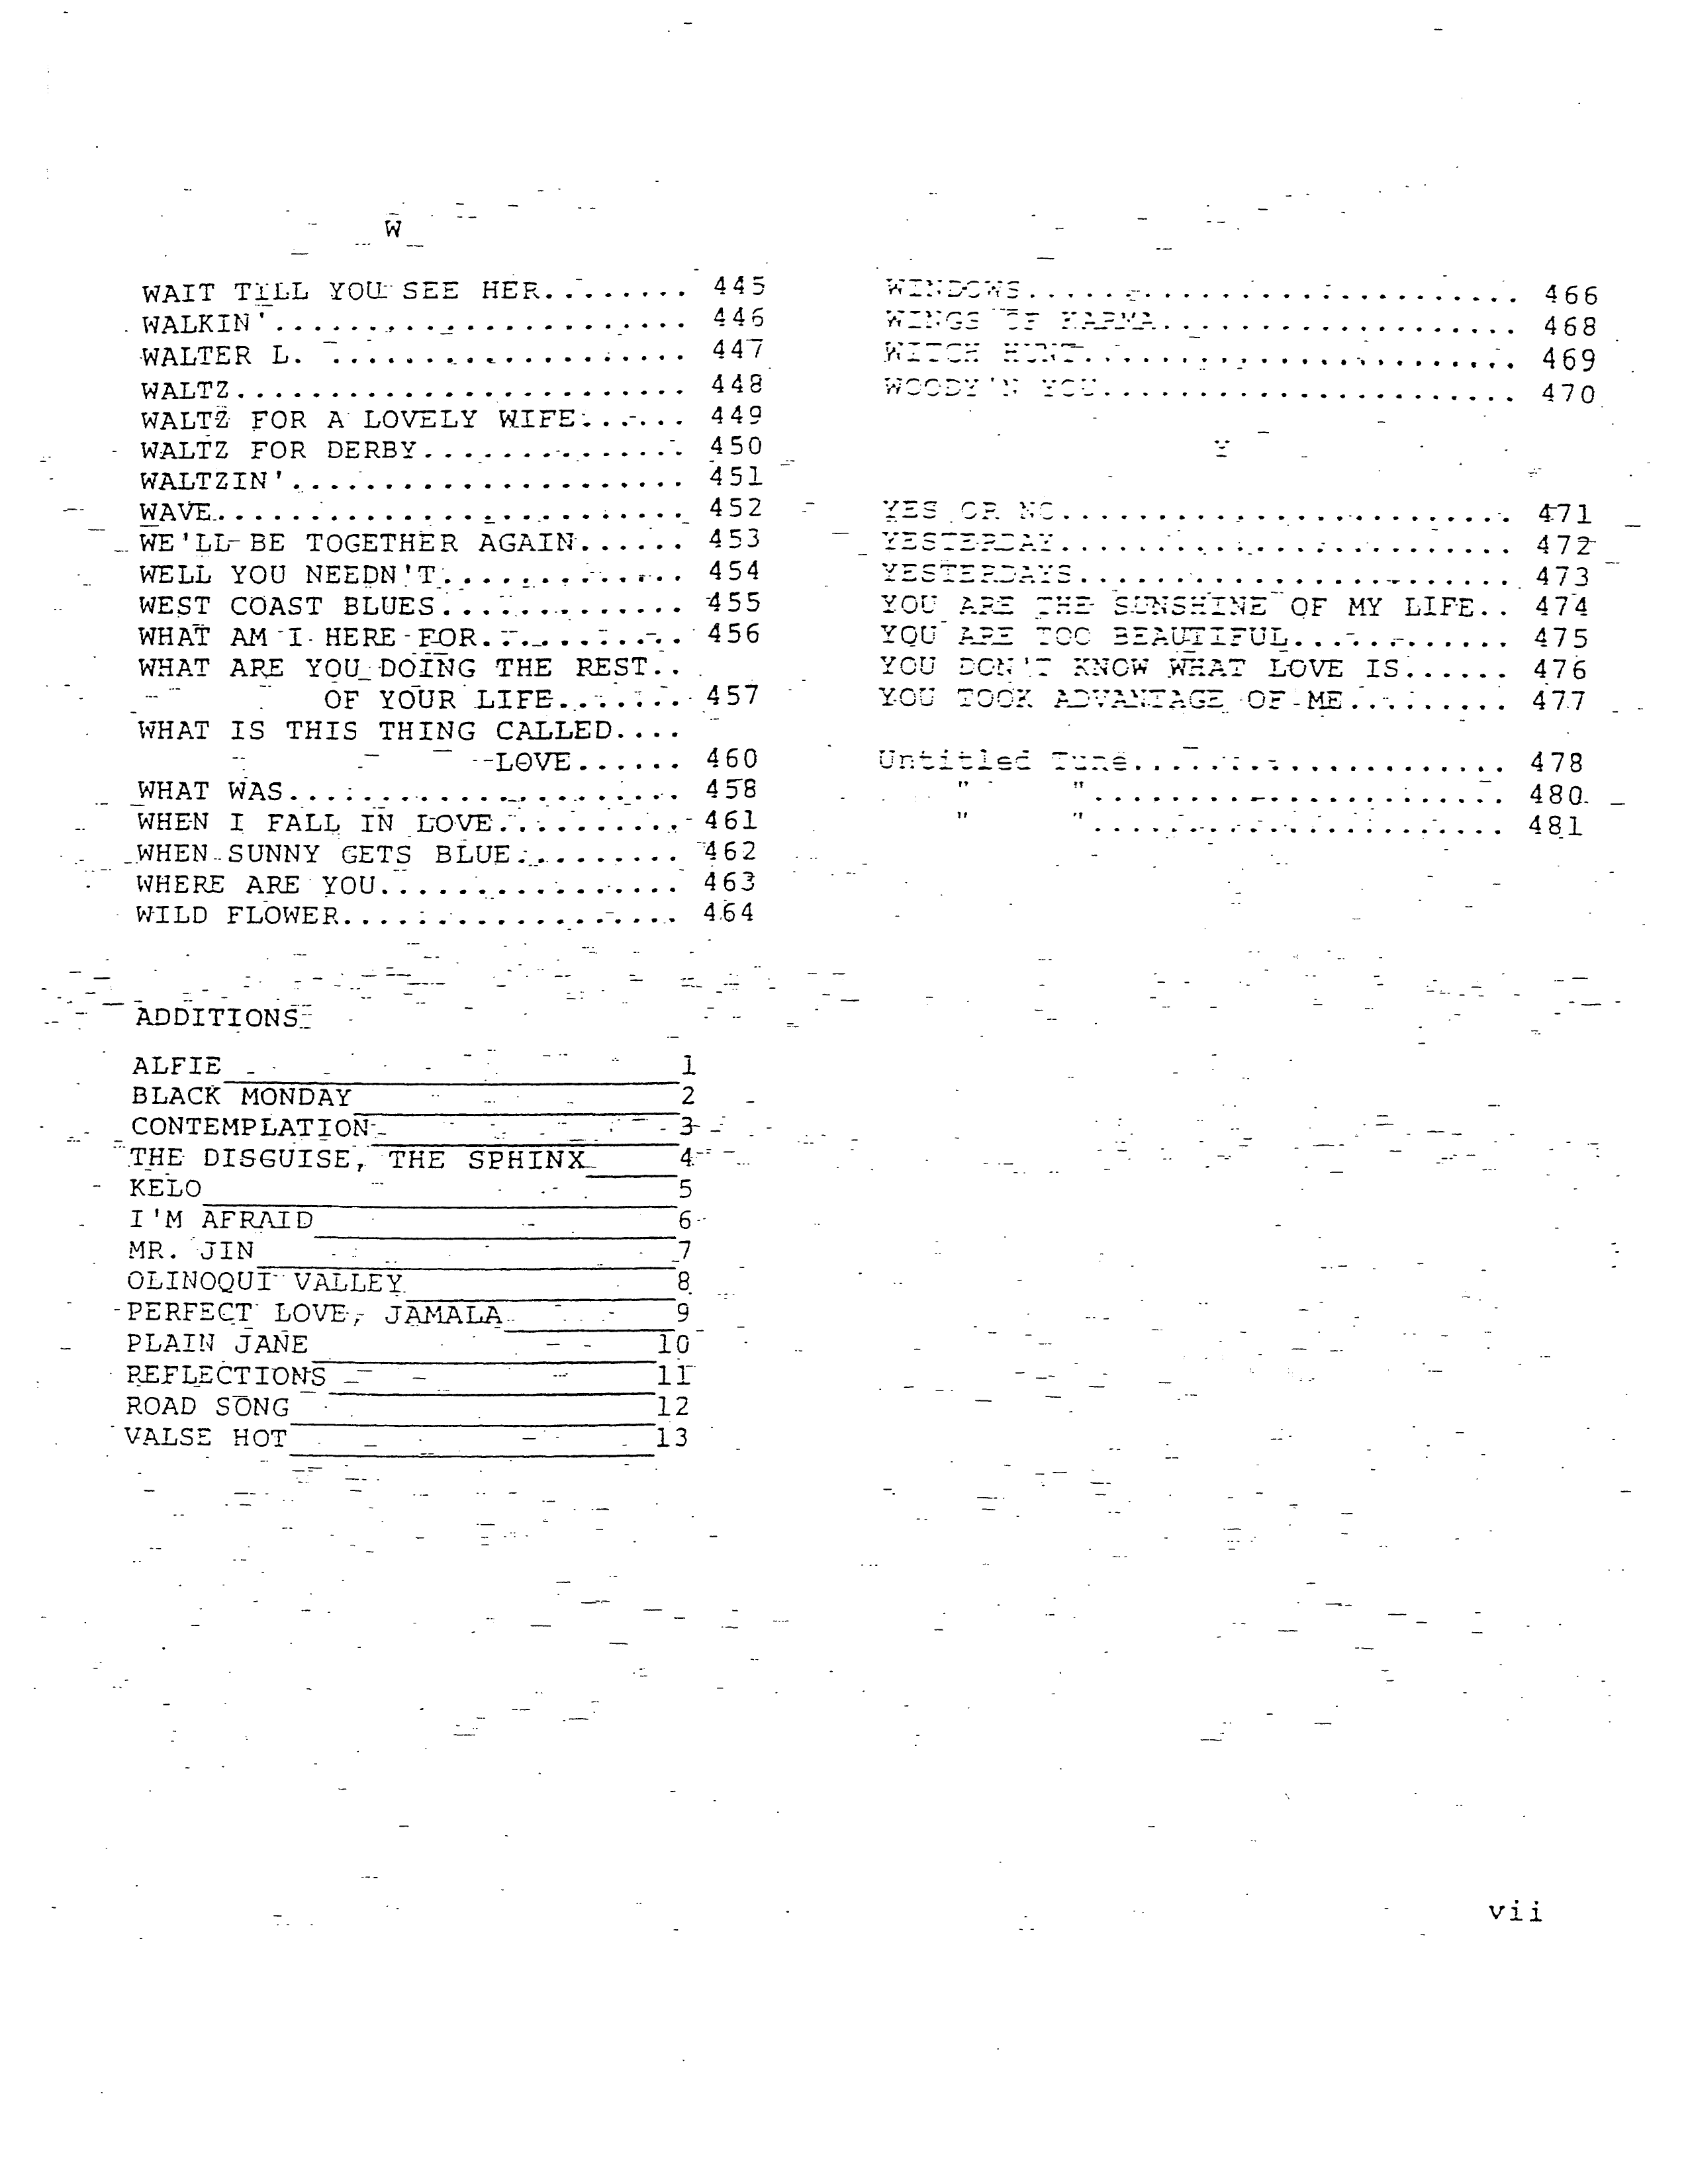 W
WAIT TILL YOU SEE HER........ 445
WALKIN'...................... 446
WALTER L. ................... 447
WALTZ........................ 448
WALTZ FOR A LOVELY WIFE...... 449
WALTZ FOR DERBY.............. 450
WALTZIN'..................... 451
WAVE......................... 452
WE'LL BE TOGETHER AGAIN...... 453
WELL YOU NEEDN'T............. 454
WEST COAST BLUES............. 455
WHAT AM I HERE FOR........... 456
WHAT ARE YOU DOING THE REST..
OF YOUR LIFE....... 457
WHAT IS THIS THING CALLED....
LOVE...... 460
WHAT WAS..................... 458
WHEN I FALL IN LOVE.......... 461
WHEN SUNNY GETS BLUE......... 462
WHERE ARE YOU................ 463
WILD FLOWER.................. 464
WINDOWS.......................... 466
WINGS OF KARMA................... 468
WITCH HUNT....................... 469
WOODY'N YOU...................... 470
Y
YES OR NO........................ 471
YESTERDAY........................ 472
YESTERDAYS....................... 473
YOU ARE THE SUNSHINE OF MY LIFE.. 474
YOU ARE TOO BEAUTIFUL............ 475
YOU DON'T KNOW WHAT LOVE IS...... 476
YOU TOOK ADVANTAGE OF ME......... 477
Untitled Tune.................... 478
" "...................... 480
" "...................... 481
ADDITIONS
ALFIE 1
BLACK MONDAY 2
CONTEMPLATION 3
THE DISGUISE, THE SPHINX 4
KELO 5
I'M AFRAID 6
MR. JIN 7
OLINOQUI VALLEY 8
PERFECT LOVE, JAMALA 9
PLAIN JANE 10
REFLECTIONS 11
ROAD SONG 12
VALSE HOT 13
vii